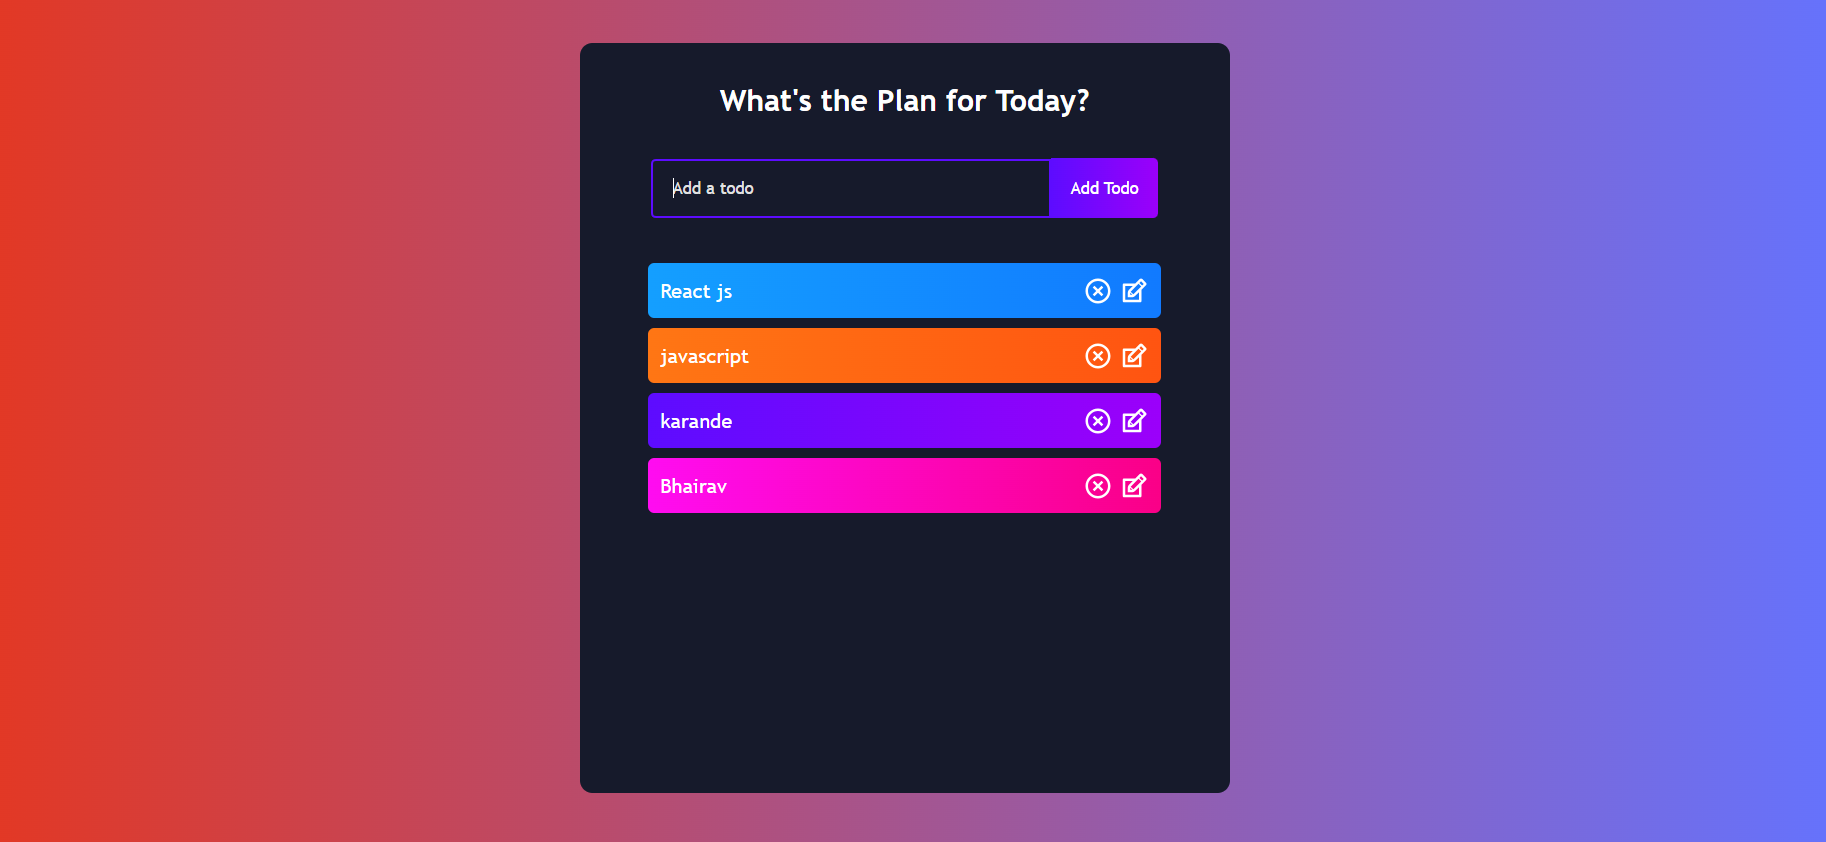 What's the Plan for Today?
Add a todo
Add Todo
React js
javascript
karande
Bhairav